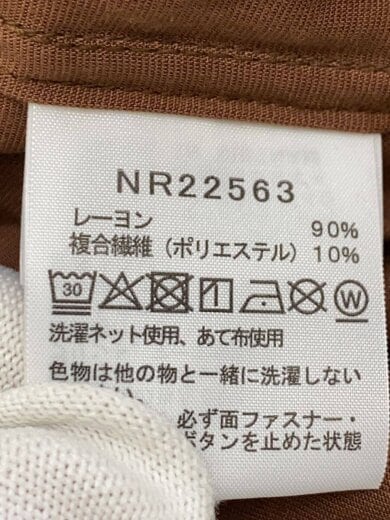 NR22563
レーヨン 90%
複合繊維（ポリエステル）10%
30 W
洗濯ネット使用、あて布使用
色物は他の物と一緒に洗濯しない
必ず面ファスナー・
ボタンを止めた状態